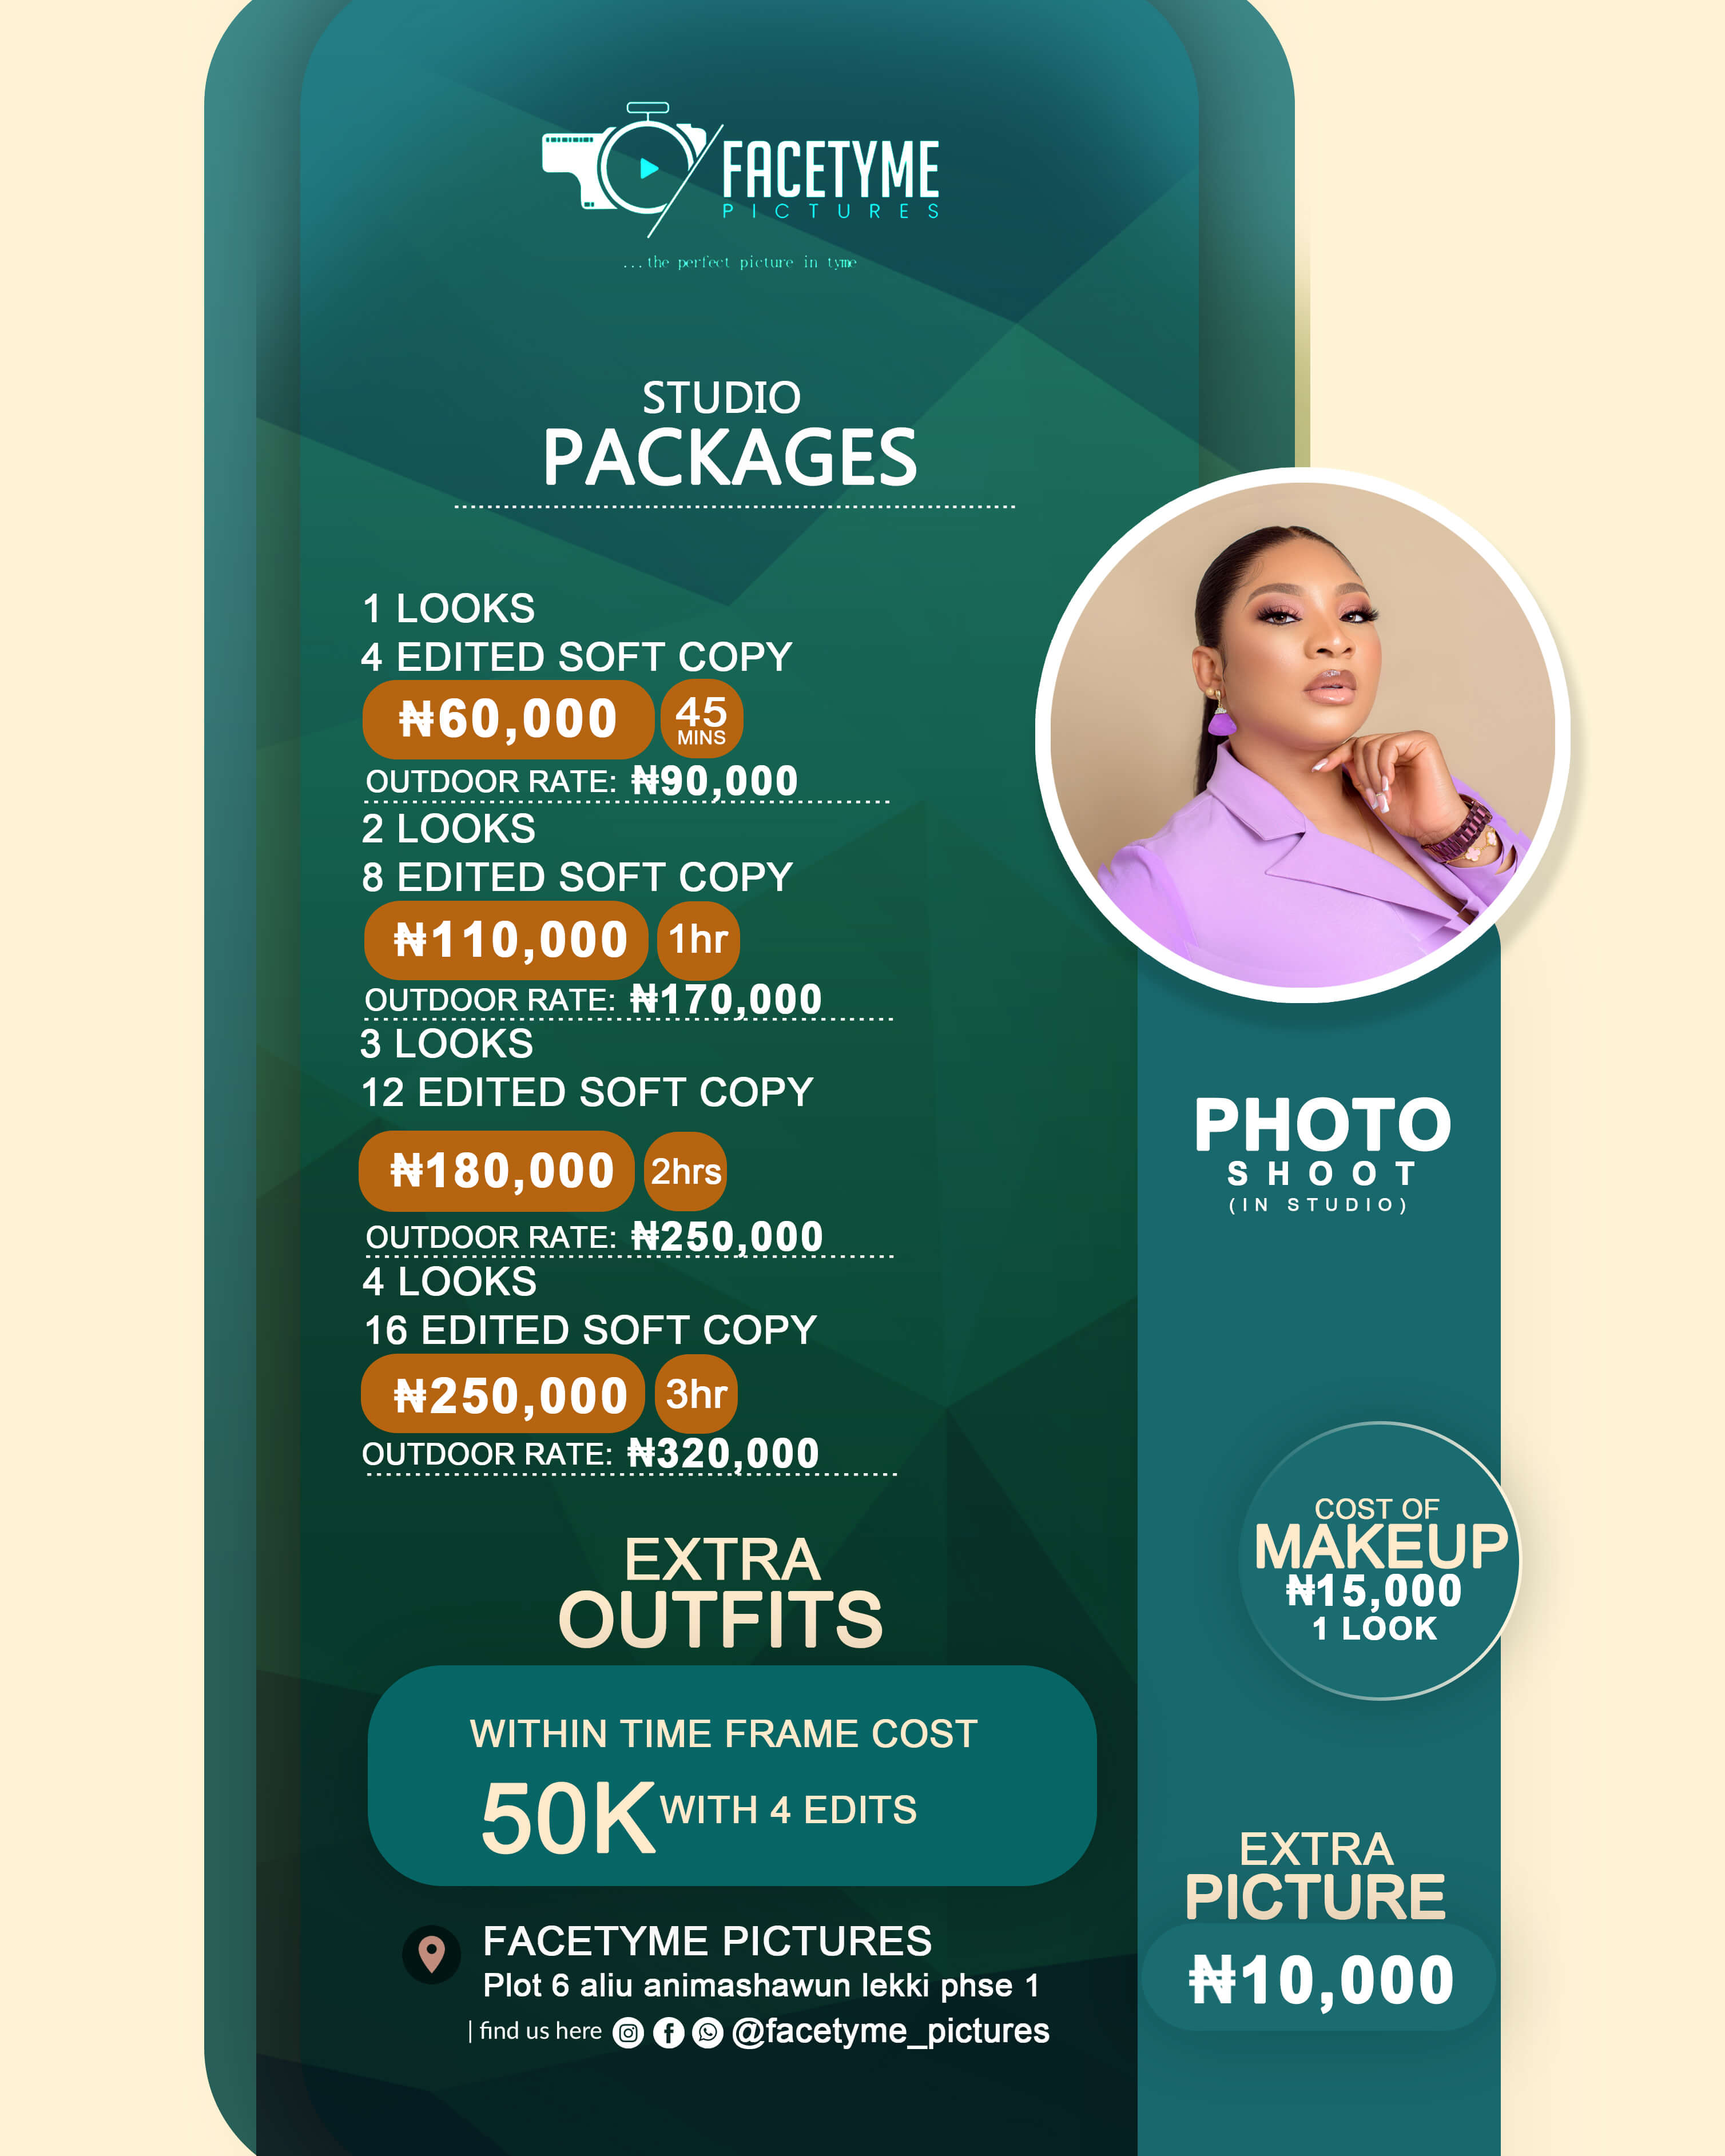 FACETYME
PICTURES
...the perfect picture in tyme
STUDIO
PACKAGES
1 LOOKS
4 EDITED SOFT COPY
₦60,000
45
MINS
OUTDOOR RATE: ₦90,000
2 LOOKS
8 EDITED SOFT COPY
₦110,000
1hr
OUTDOOR RATE: ₦170,000
3 LOOKS
12 EDITED SOFT COPY
₦180,000
2hrs
OUTDOOR RATE: ₦250,000
4 LOOKS
16 EDITED SOFT COPY
₦250,000
3hr
OUTDOOR RATE: ₦320,000
EXTRA
OUTFITS
WITHIN TIME FRAME COST
50K WITH 4 EDITS
FACETYME PICTURES
Plot 6 aliu animashawun lekki phse 1
| find us here @facetyme_pictures
PHOTO
SHOOT
(IN STUDIO)
COST OF
MAKEUP
₦15,000
1 LOOK
EXTRA
PICTURE
₦10,000